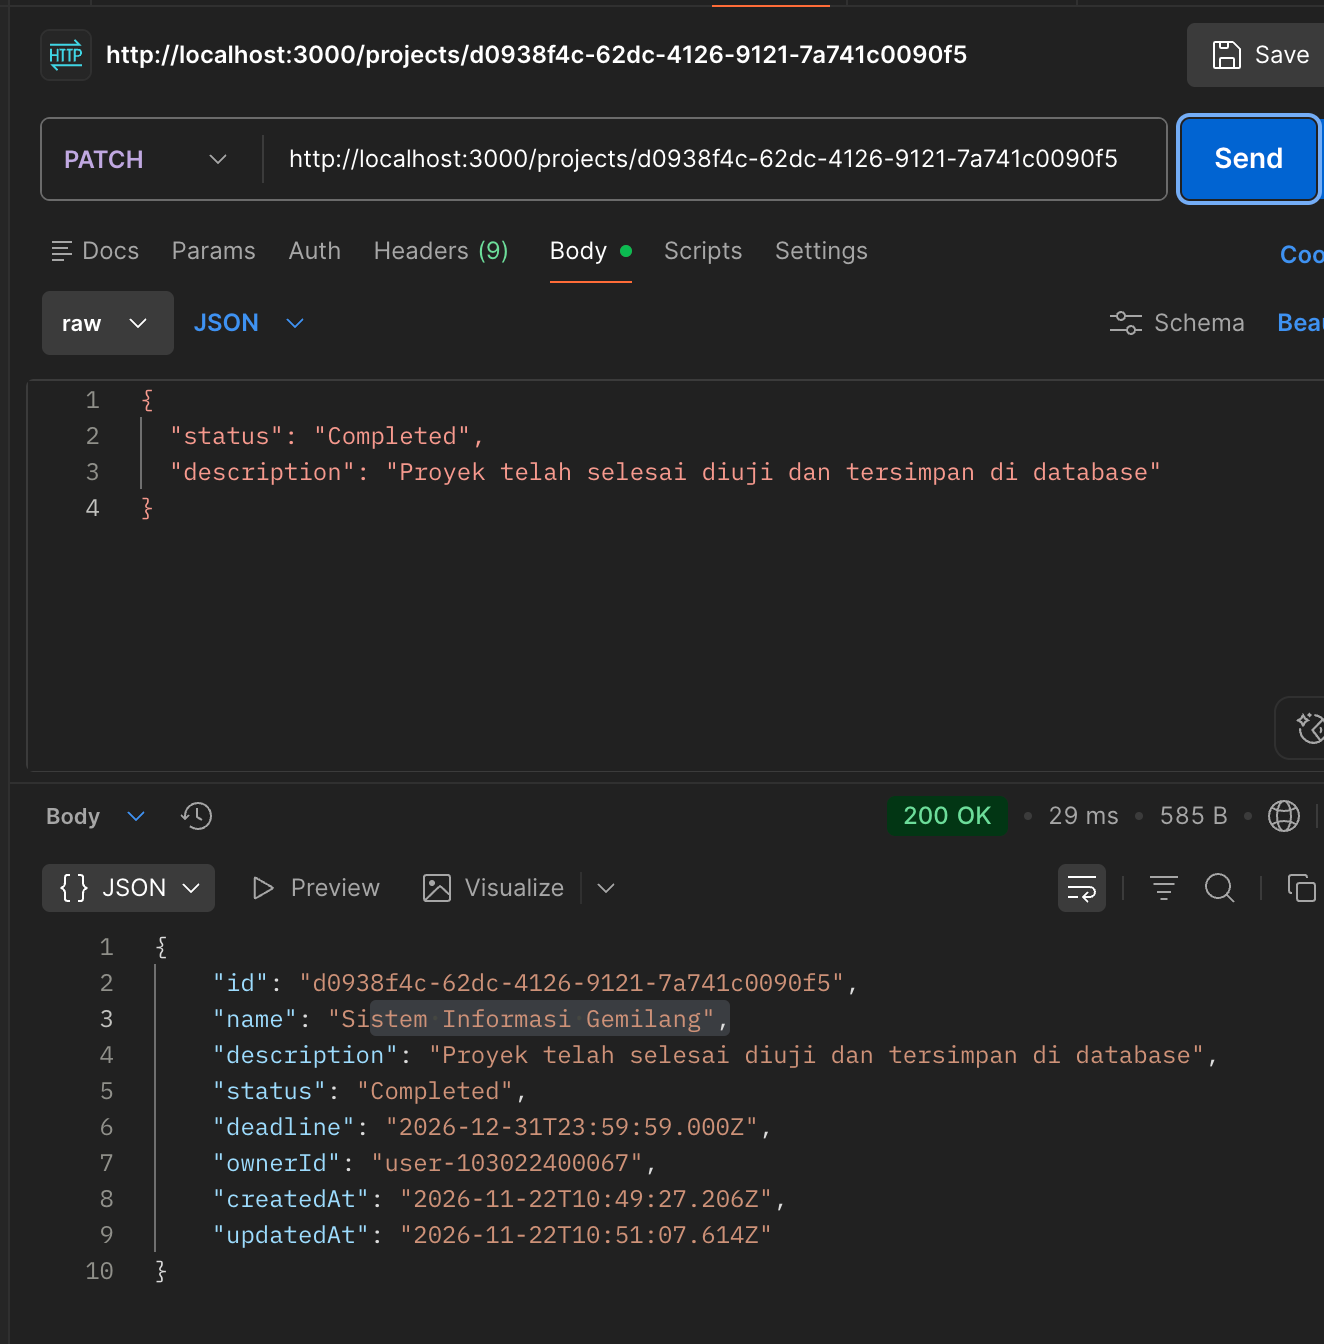 HTTP http://localhost:3000/projects/d0938f4c-62dc-4126-9121-7a741c0090f5 Save
PATCH http://localhost:3000/projects/d0938f4c-62dc-4126-9121-7a741c0090f5 Send
Docs Params Auth Headers (9) Body Scripts Settings Coo
raw JSON Schema Beau
1 {
2 "status": "Completed",
3 "description": "Proyek telah selesai diuji dan tersimpan di database"
4 }
Body 200 OK • 29 ms • 585 B •
{} JSON Preview Visualize
1 {
2 "id": "d0938f4c-62dc-4126-9121-7a741c0090f5",
3 "name": "Sistem Informasi Gemilang",
4 "description": "Proyek telah selesai diuji dan tersimpan di database",
5 "status": "Completed",
6 "deadline": "2026-12-31T23:59:59.000Z",
7 "ownerId": "user-103022400067",
8 "createdAt": "2026-11-22T10:49:27.206Z",
9 "updatedAt": "2026-11-22T10:51:07.614Z"
10 }